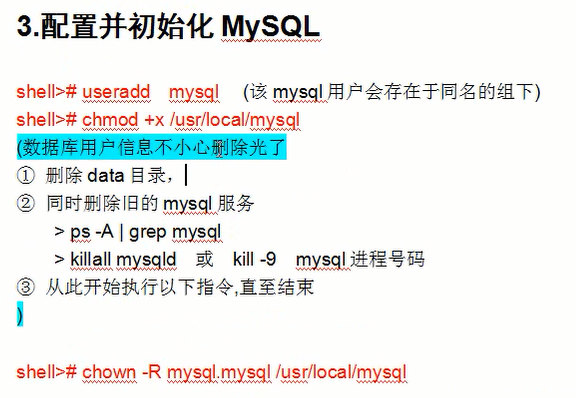 3.配置并初始化 MySQL
shell># useradd mysql (该 mysql 用户会存在于同名的组下)
shell># chmod +x /usr/local/mysql
(数据库用户信息不小心删除光了
① 删除 data 目录，
② 同时删除旧的 mysql 服务
> ps -A | grep mysql
> killall mysqld 或 kill -9 mysql 进程号码
③ 从此开始执行以下指令,直至结束
)
shell># chown -R mysql.mysql /usr/local/mysql